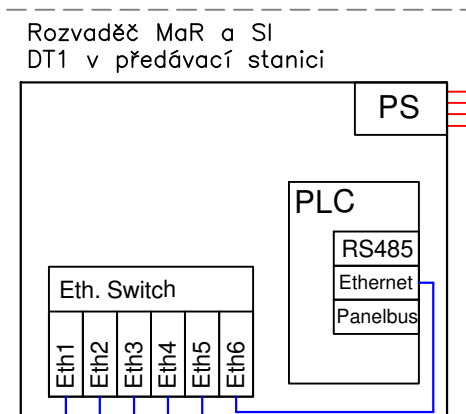 Rozvaděč MaR a SI
DT1 v předávací stanici
PS
PLC
RS485
Ethernet
Panelbus
Eth. Switch
Eth1
Eth2
Eth3
Eth4
Eth5
Eth6